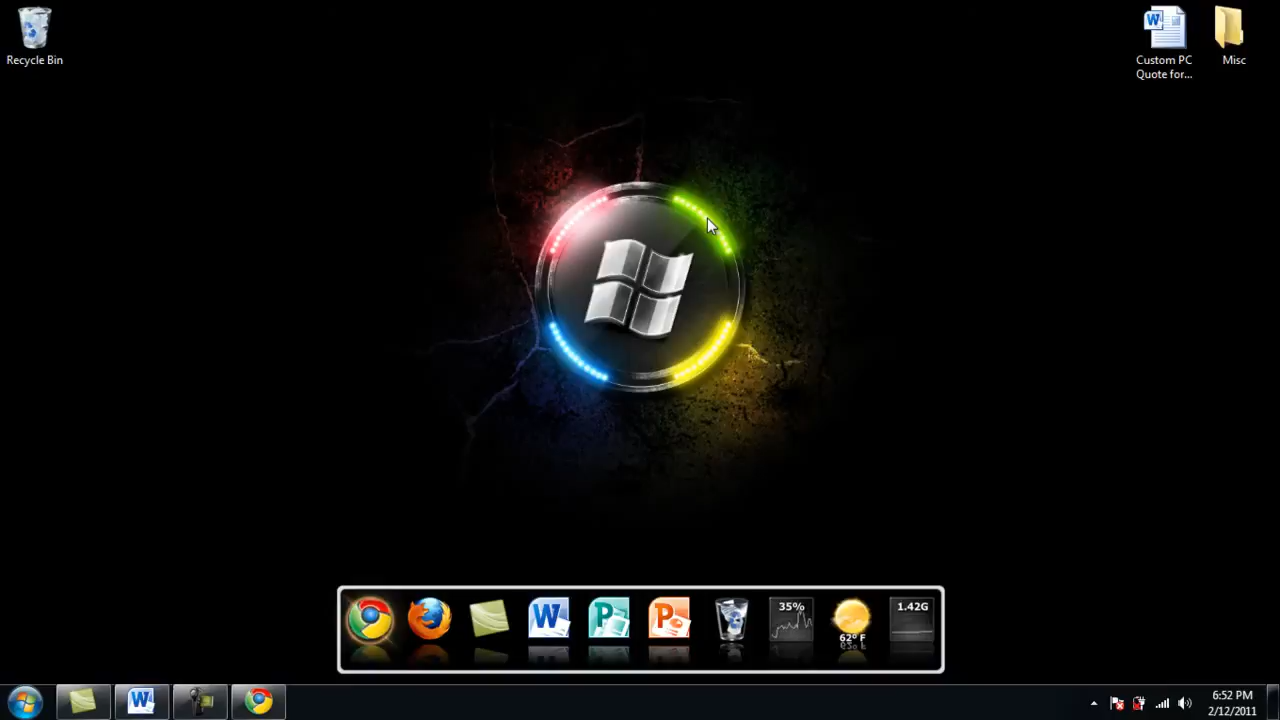 Recycle Bin
Custom PC
Quote for...
Misc
35%
62° F
1.42G
6:52 PM
2/12/2011